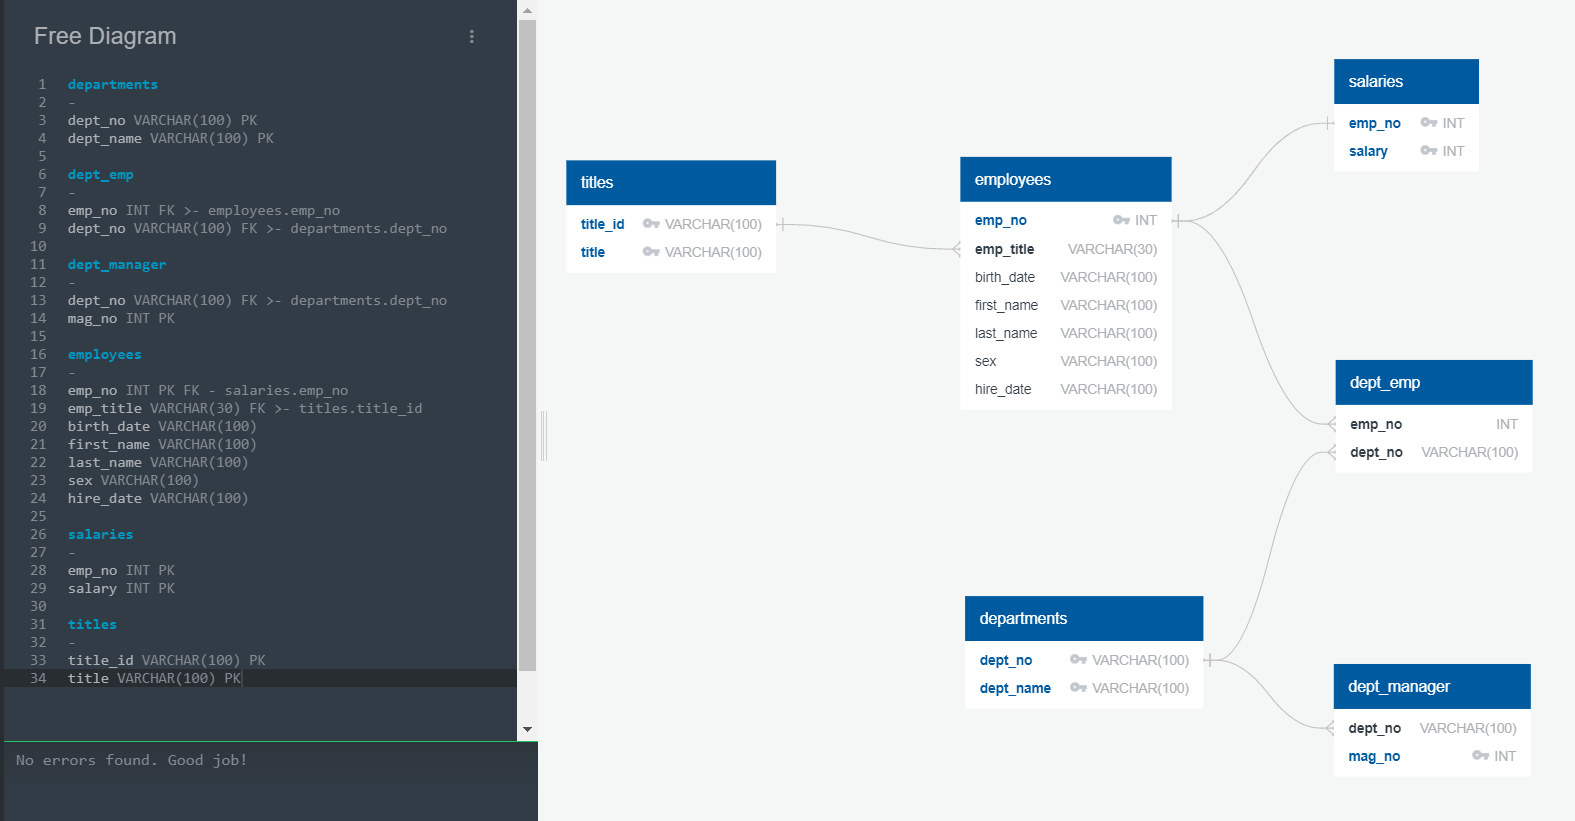 Free Diagram
1 departments
2 -
3 dept_no VARCHAR(100) PK
4 dept_name VARCHAR(100) PK
5
6 dept_emp
7 -
8 emp_no INT FK >- employees.emp_no
9 dept_no VARCHAR(100) FK >- departments.dept_no
10
11 dept_manager
12 -
13 dept_no VARCHAR(100) FK >- departments.dept_no
14 mag_no INT PK
15
16 employees
17 -
18 emp_no INT PK FK - salaries.emp_no
19 emp_title VARCHAR(30) FK >- titles.title_id
20 birth_date VARCHAR(100)
21 first_name VARCHAR(100)
22 last_name VARCHAR(100)
23 sex VARCHAR(100)
24 hire_date VARCHAR(100)
25
26 salaries
27 -
28 emp_no INT PK
29 salary INT PK
30
31 titles
32 -
33 title_id VARCHAR(100) PK
34 title VARCHAR(100) PK
No errors found. Good job!
titles
title_id VARCHAR(100)
title VARCHAR(100)
employees
emp_no INT
emp_title VARCHAR(30)
birth_date VARCHAR(100)
first_name VARCHAR(100)
last_name VARCHAR(100)
sex VARCHAR(100)
hire_date VARCHAR(100)
salaries
emp_no INT
salary INT
dept_emp
emp_no INT
dept_no VARCHAR(100)
departments
dept_no VARCHAR(100)
dept_name VARCHAR(100)
dept_manager
dept_no VARCHAR(100)
mag_no INT